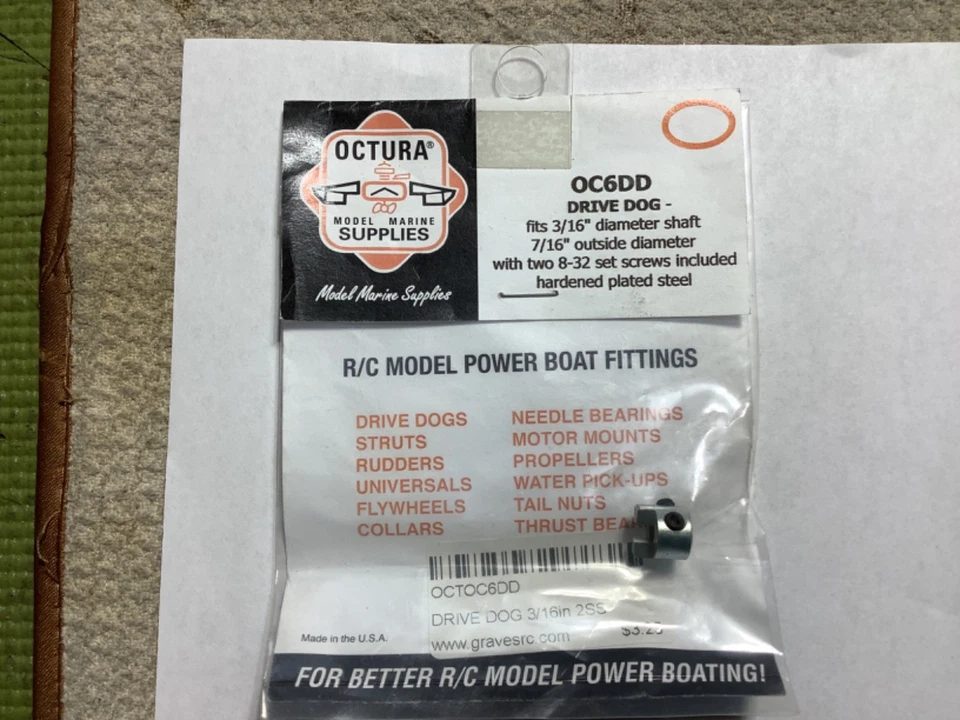 OCTURA®
MODEL MARINE
SUPPLIES
Model Marine Supplies
OC6DD
DRIVE DOG -
fits 3/16" diameter shaft
7/16" outside diameter
with two 8-32 set screws included
hardened plated steel
R/C MODEL POWER BOAT FITTINGS
DRIVE DOGS
STRUTS
RUDDERS
UNIVERSALS
FLYWHEELS
COLLARS
NEEDLE BEARINGS
MOTOR MOUNTS
PROPELLERS
WATER PICK-UPS
TAIL NUTS
THRUST
OCTOC6DD
DRIVE DOG 3/16in 2SS
www.gravesrc.com
Made in the U.S.A.
FOR BETTER R/C MODEL POWER BOATING!